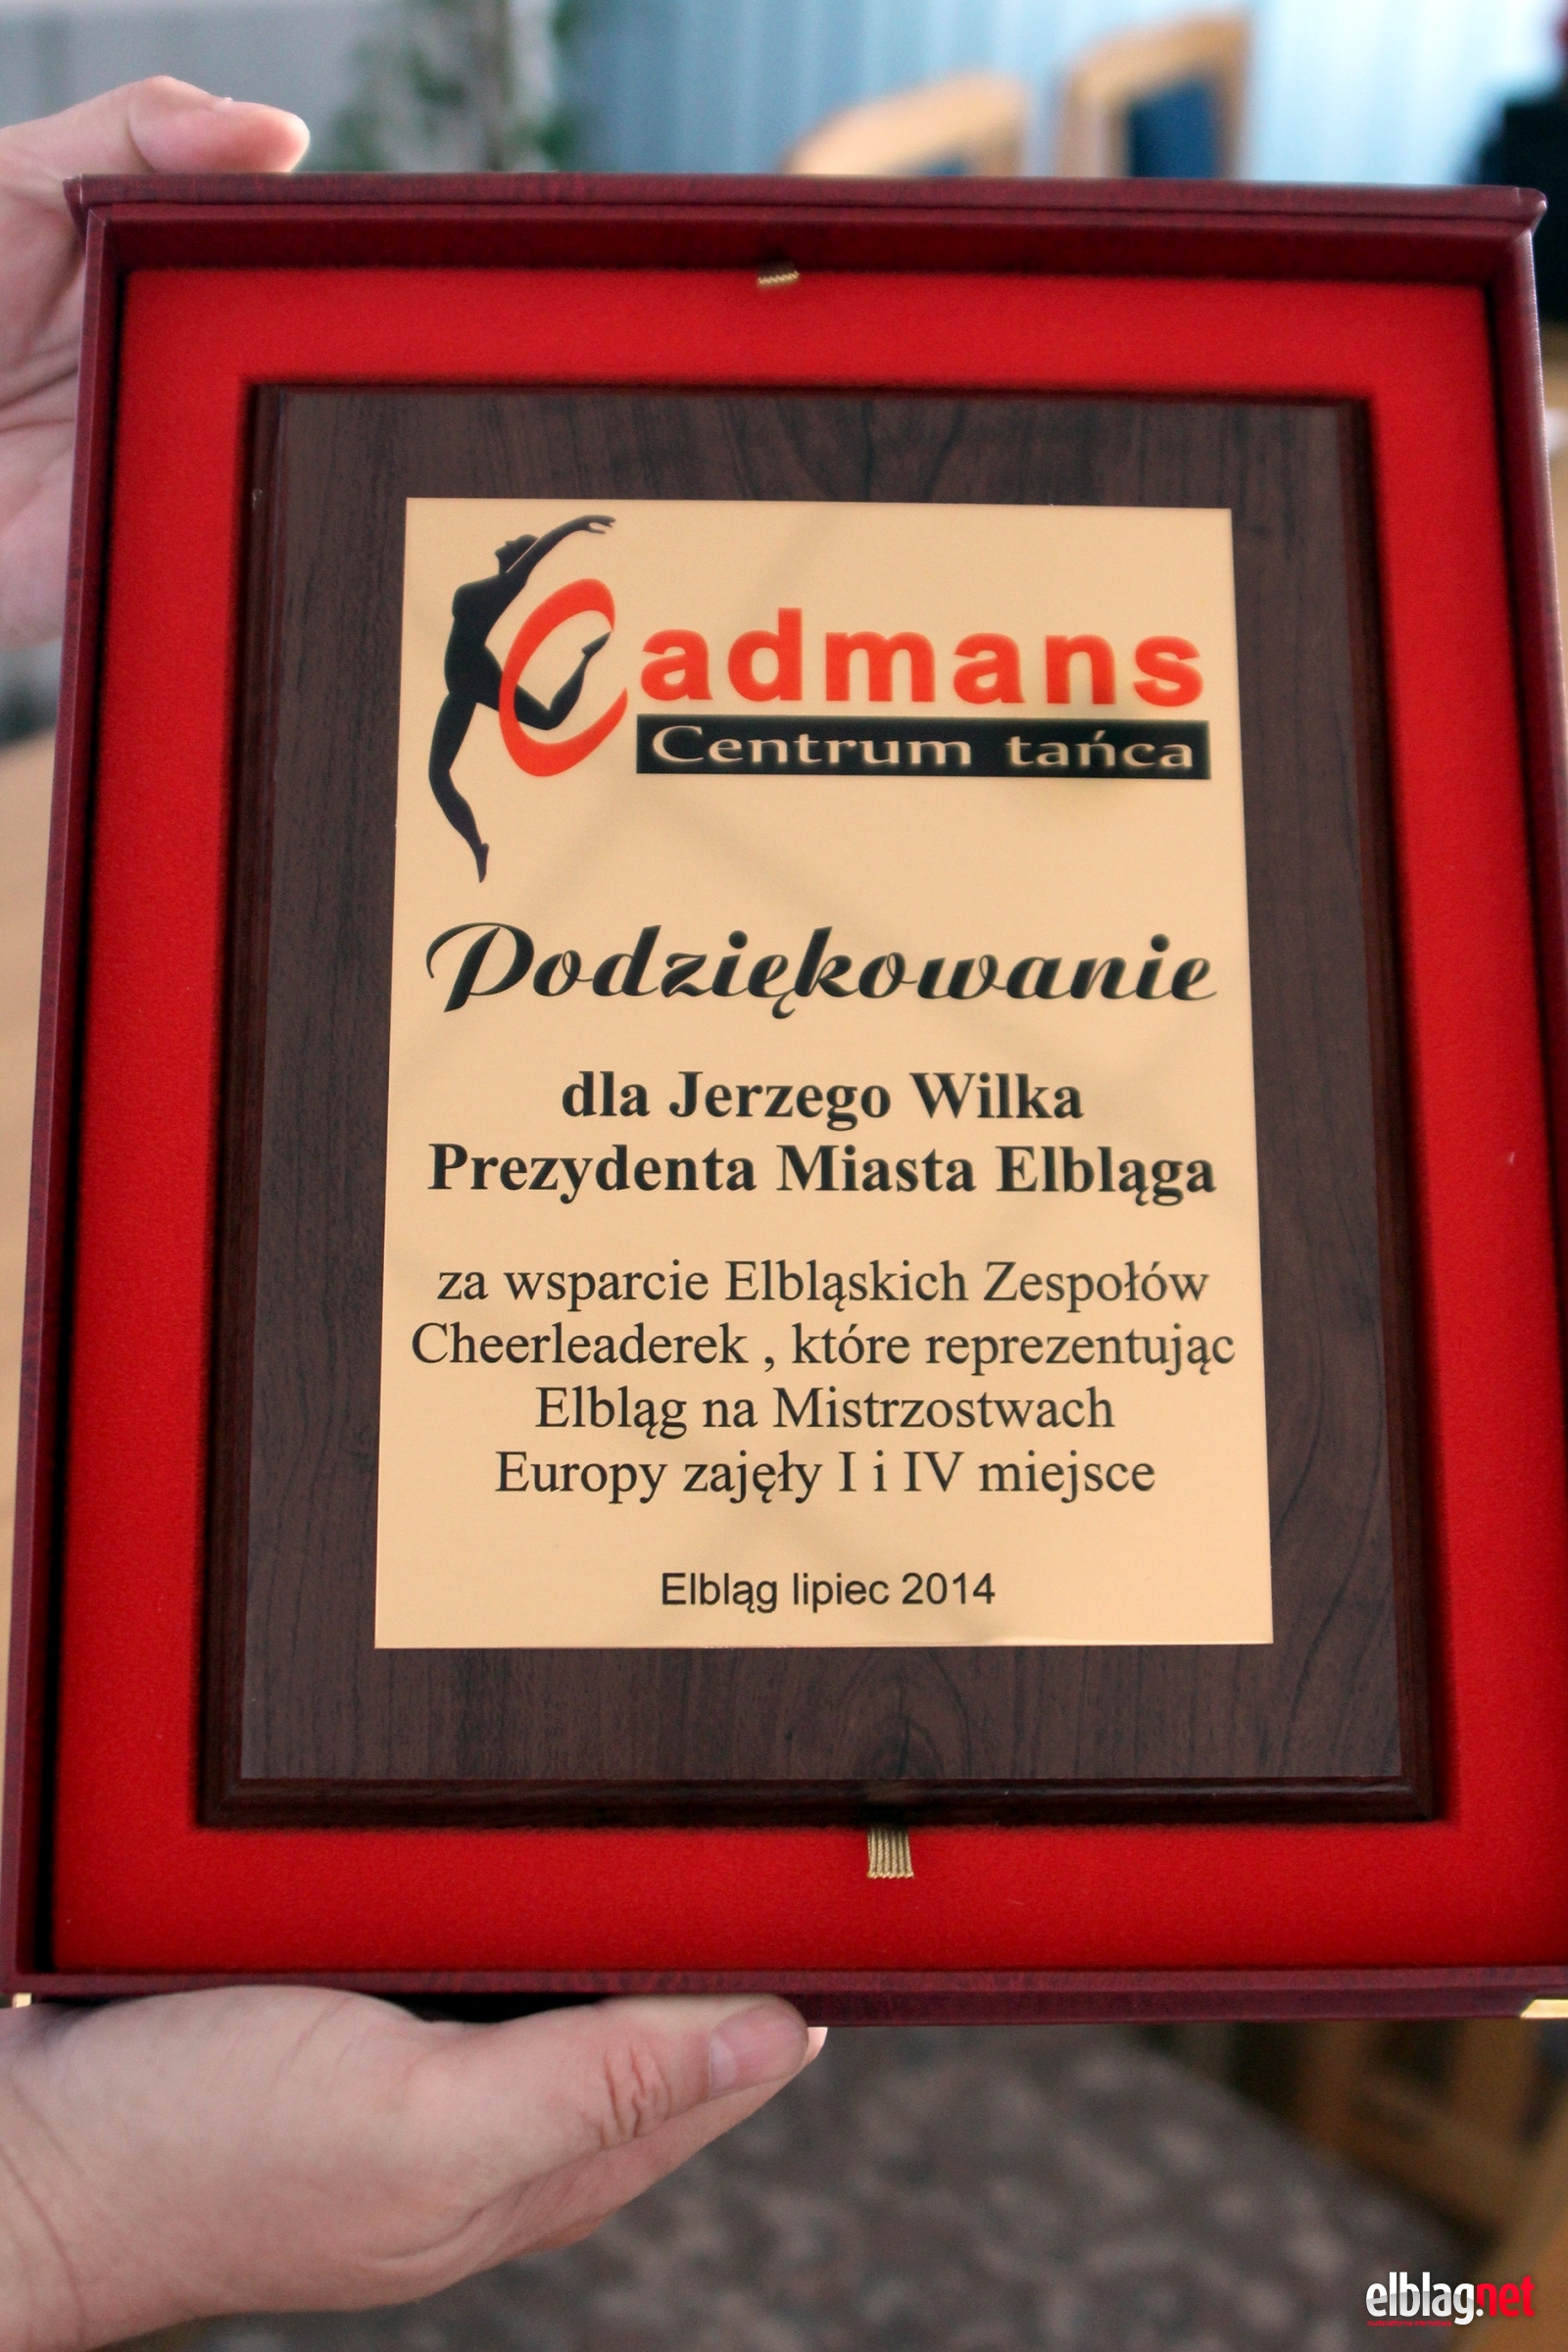 Cadmans
Centrum tańca
Podziękowanie
dla Jerzego Wilka
Prezydenta Miasta Elbląga
za wsparcie Elbląskich Zespołów
Cheerleaderek , które reprezentując
Elbląg na Mistrzostwach
Europy zajęły I i IV miejsce
Elbląg lipiec 2014
elblag.net